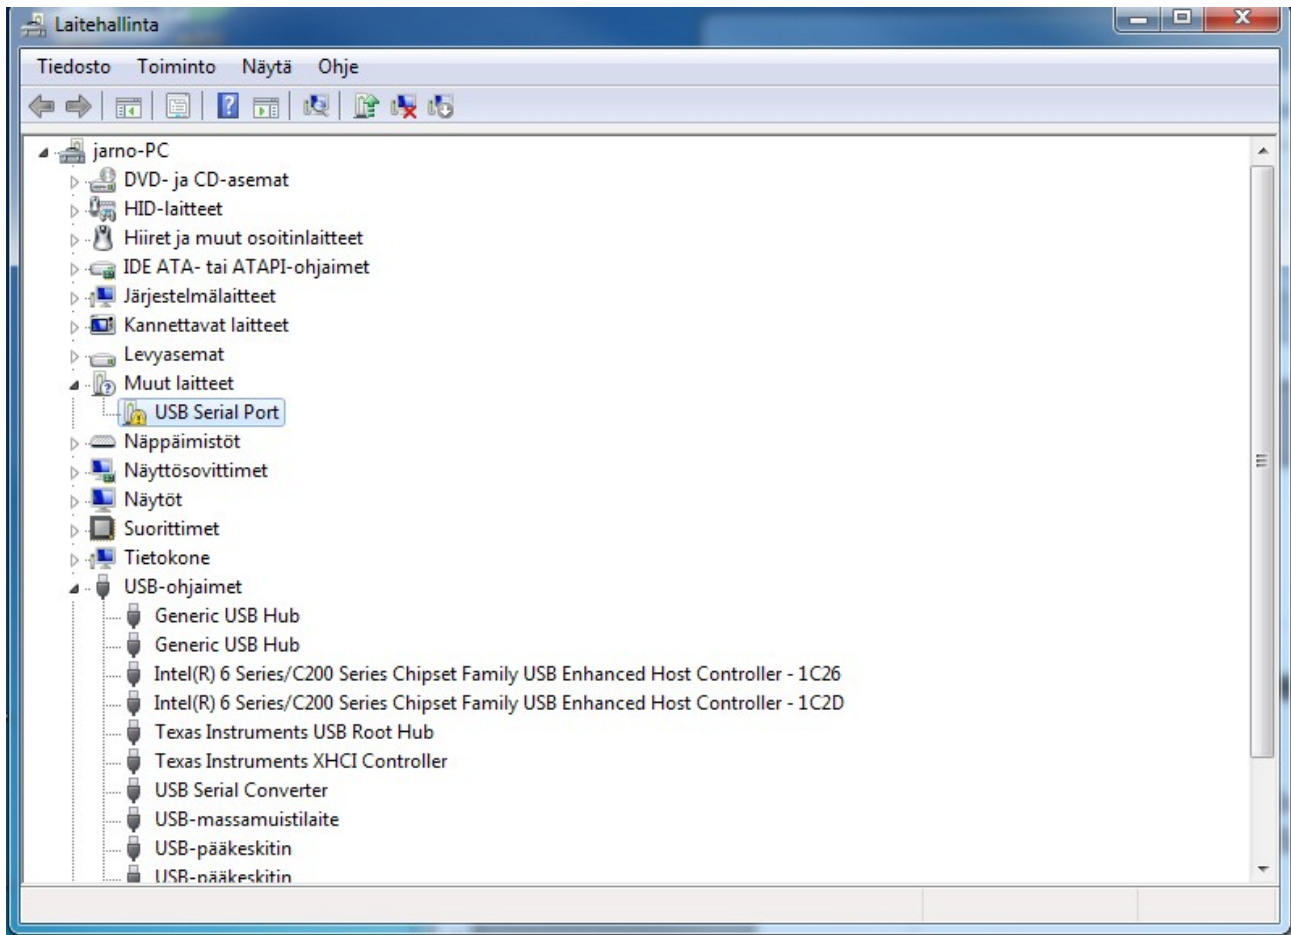 Laitehallinta
Tiedosto Toiminto Näytä Ohje
jarno-PC
DVD- ja CD-asemat
HID-laitteet
Hiiret ja muut osoitinlaitteet
IDE ATA- tai ATAPI-ohjaimet
Järjestelmälaitteet
Kannettavat laitteet
Levyasemat
Muut laitteet
USB Serial Port
Näppäimistöt
Näyttösovittimet
Näytöt
Suorittimet
Tietokone
USB-ohjaimet
Generic USB Hub
Generic USB Hub
Intel(R) 6 Series/C200 Series Chipset Family USB Enhanced Host Controller - 1C26
Intel(R) 6 Series/C200 Series Chipset Family USB Enhanced Host Controller - 1C2D
Texas Instruments USB Root Hub
Texas Instruments XHCI Controller
USB Serial Converter
USB-massamuistilaite
USB-pääkeskitin
USB-pääkeskitin